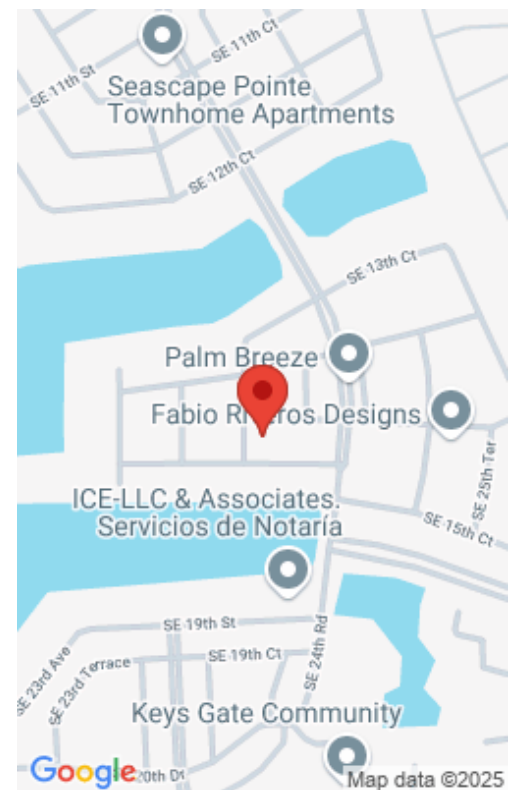 SE 11th St
SE 11th Ct
Seascape Pointe
Townhome Apartments
SE 12th Ct
SE 13th Ct
Palm Breeze
Fabio Riveros Designs
SE 25th Ter
ICE-LLC & Associates.
Servicios de Notaría
SE 15th Ct
SE 19th St
SE 19th Ct
SE 23rd Ave
SE 23rd Terrace
SE 24th Rd
Keys Gate Community
Google
20th
Map data ©2025